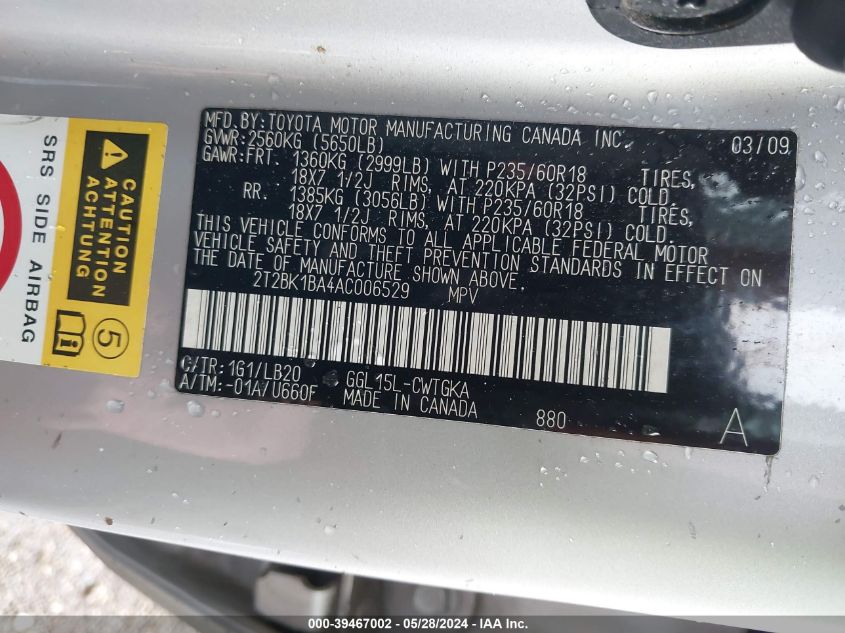 MFD. BY: TOYOTA MOTOR MANUFACTURING CANADA INC. 03/09
GVWR: 2560KG (5650LB)
GAWR: FRT. 1360KG (2999LB) WITH P235/60R18 TIRES,
18X7 1/2J RIMS, AT 220KPA (32PSI) COLD.
RR. 1385KG (3056LB) WITH P235/60R18 TIRES,
18X7 1/2J RIMS, AT 220KPA (32PSI) COLD.
THIS VEHICLE CONFORMS TO ALL APPLICABLE FEDERAL MOTOR
VEHICLE SAFETY AND THEFT PREVENTION STANDARDS IN EFFECT ON
THE DATE OF MANUFACTURE SHOWN ABOVE.
2T2BK1BA4AC006529 MPV
C/TR: 161/LB20 GGL15L-CWTGKA
A/TM: -01A/U660F MADE IN CANADA
880
A
SRS SIDE AIRBAG
CAUTION
ATTENTION
ACHTUNG
i
5
000-39467002 / 05/28/2024 - IAAI.com